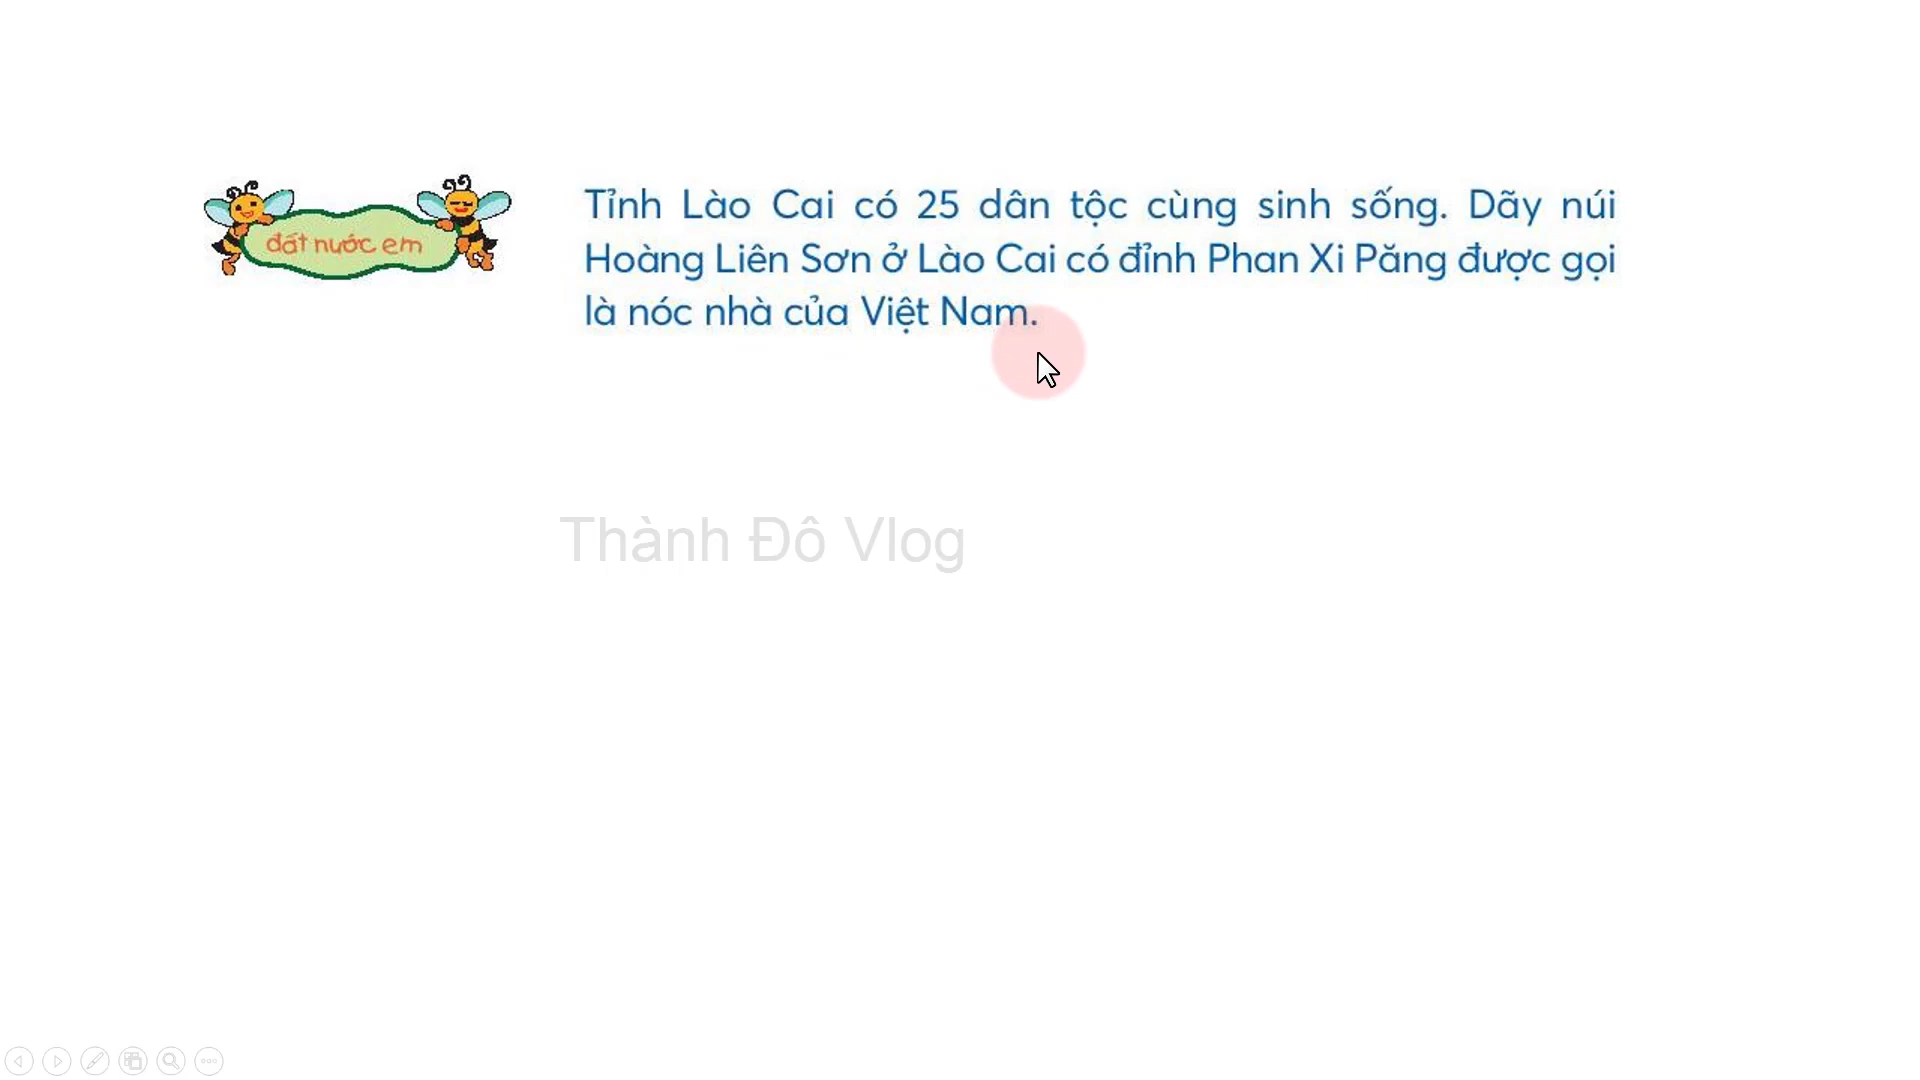 đất nước em
Tỉnh Lào Cai có 25 dân tộc cùng sinh sống. Dãy núi
Hoàng Liên Sơn ở Lào Cai có đỉnh Phan Xi Păng được gọi
là nóc nhà của Việt Nam.
Thành Đô Vlog